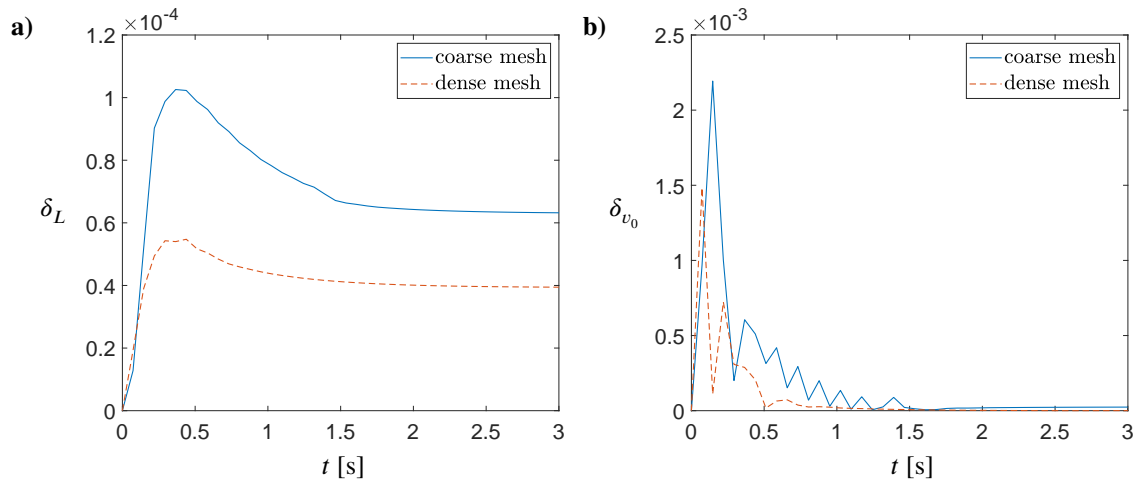 a)
×10⁻⁴
1.2
1
0.8
0.6
0.4
0.2
0
δ_L
0 0.5 1 1.5 2 2.5 3
t [s]
coarse mesh
dense mesh
b)
×10⁻³
2.5
2
1.5
1
0.5
0
δ_{v₀}
0 0.5 1 1.5 2 2.5 3
t [s]
coarse mesh
dense mesh